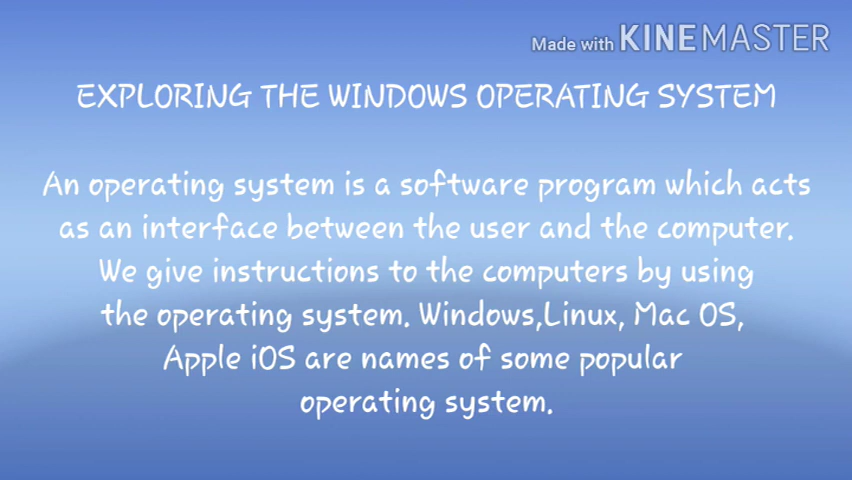 Made with KINEMASTER
EXPLORING THE WINDOWS OPERATING SYSTEM
An operating system is a software program which acts
as an interface between the user and the computer.
We give instructions to the computers by using
the operating system. Windows,Linux, Mac OS,
Apple iOS are names of some popular
operating system.